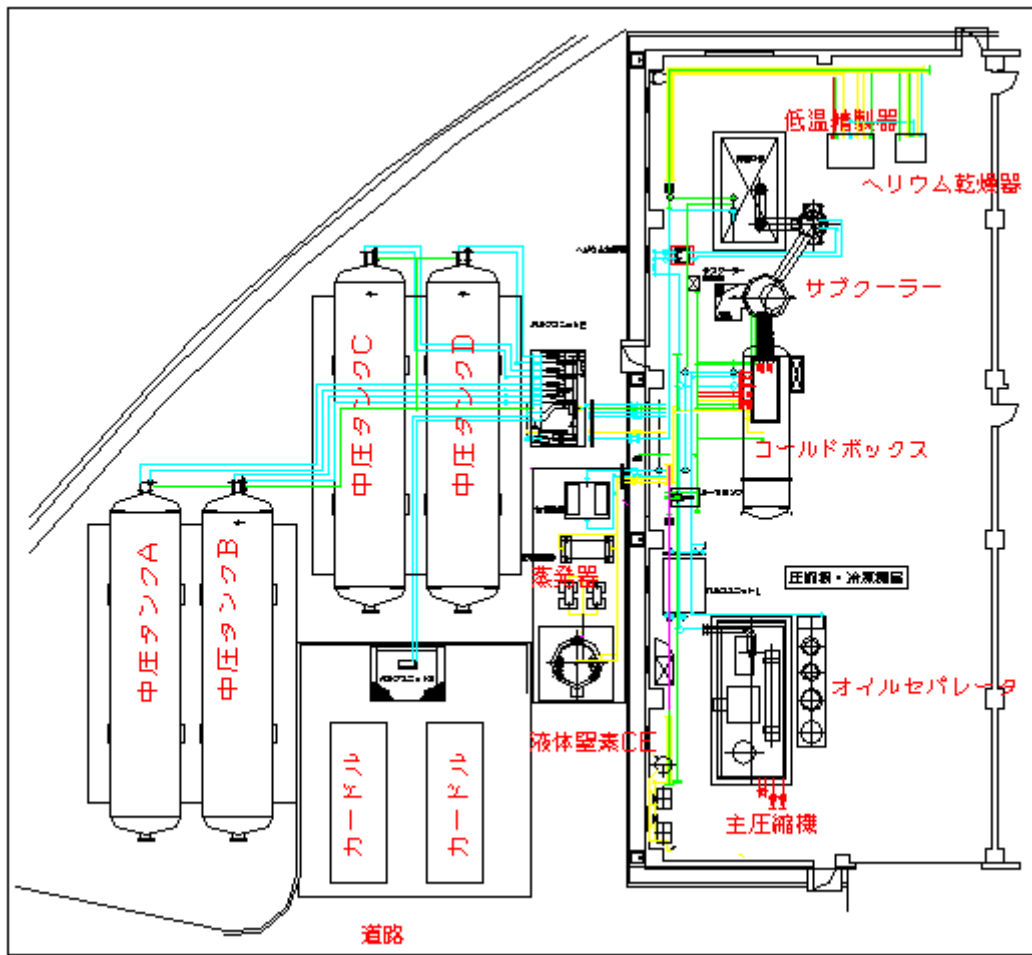 低温精製器
ヘリウム乾燥器
サブクーラー
コールドボックス
中圧タンクC
中圧タンクD
中圧タンクA
中圧タンクB
蒸発器
圧縮機・冷凍機室
オイルセパレータ
液体窒素CE
カードル
カードル
主圧縮機
道路